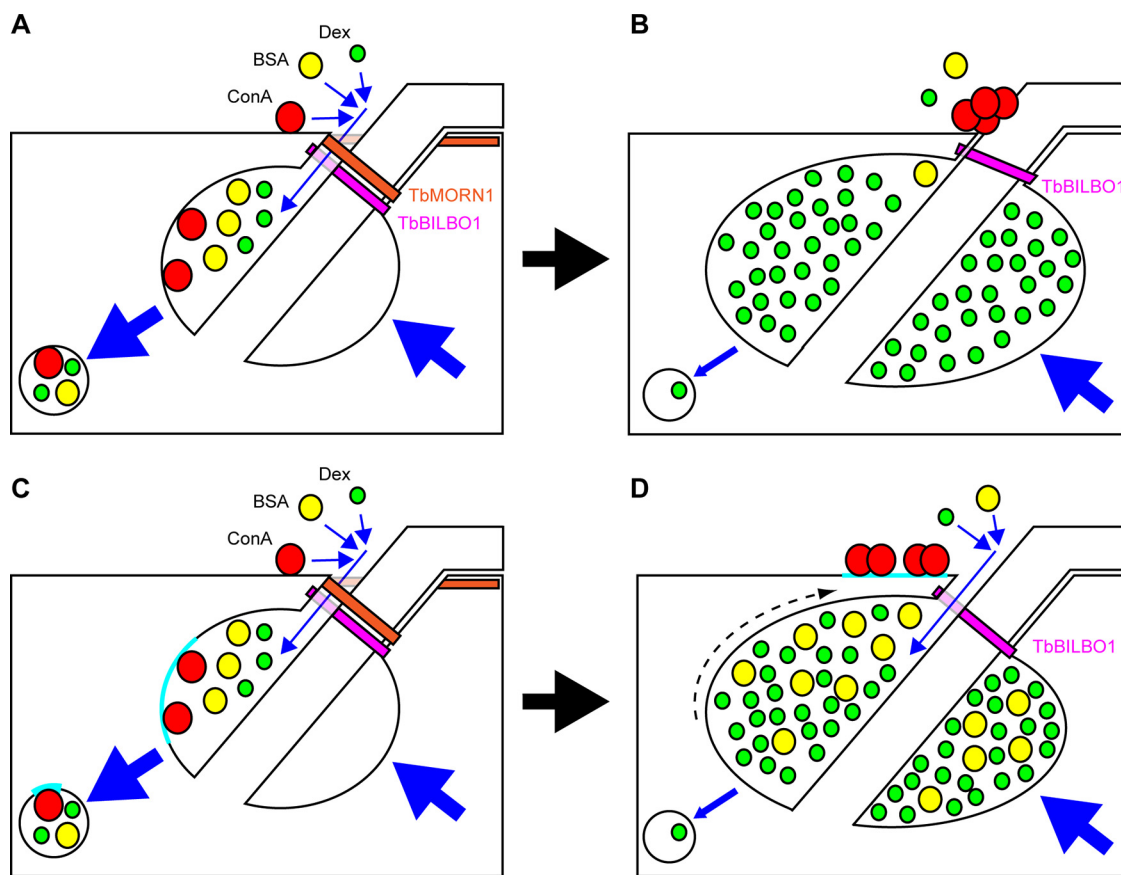 A
Dex
BSA
ConA
TbMORN1
TbBILBO1
B
TbBILBO1
C
Dex
BSA
ConA
D
TbBILBO1